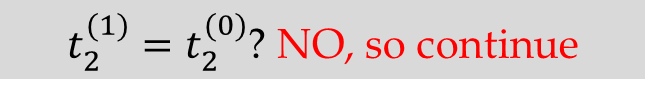 t₂⁽¹⁾ = t₂⁽⁰⁾? NO, so continue